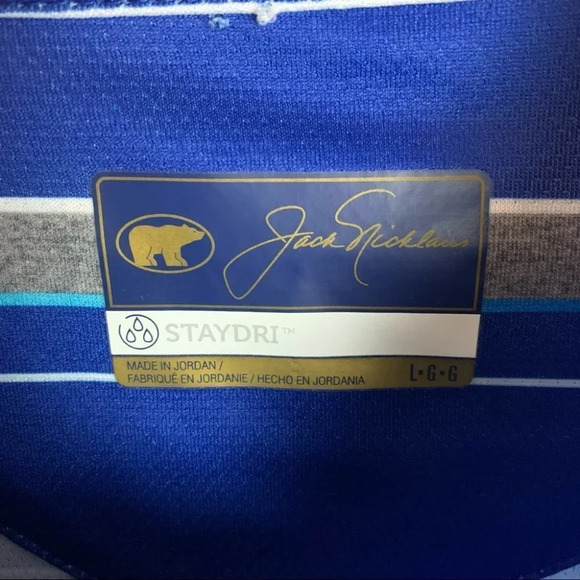 Jack Nicklaus
STAYDRI™
MADE IN JORDAN /
FABRIQUÉ EN JORDANIE / HECHO EN JORDANIA
L•G•G